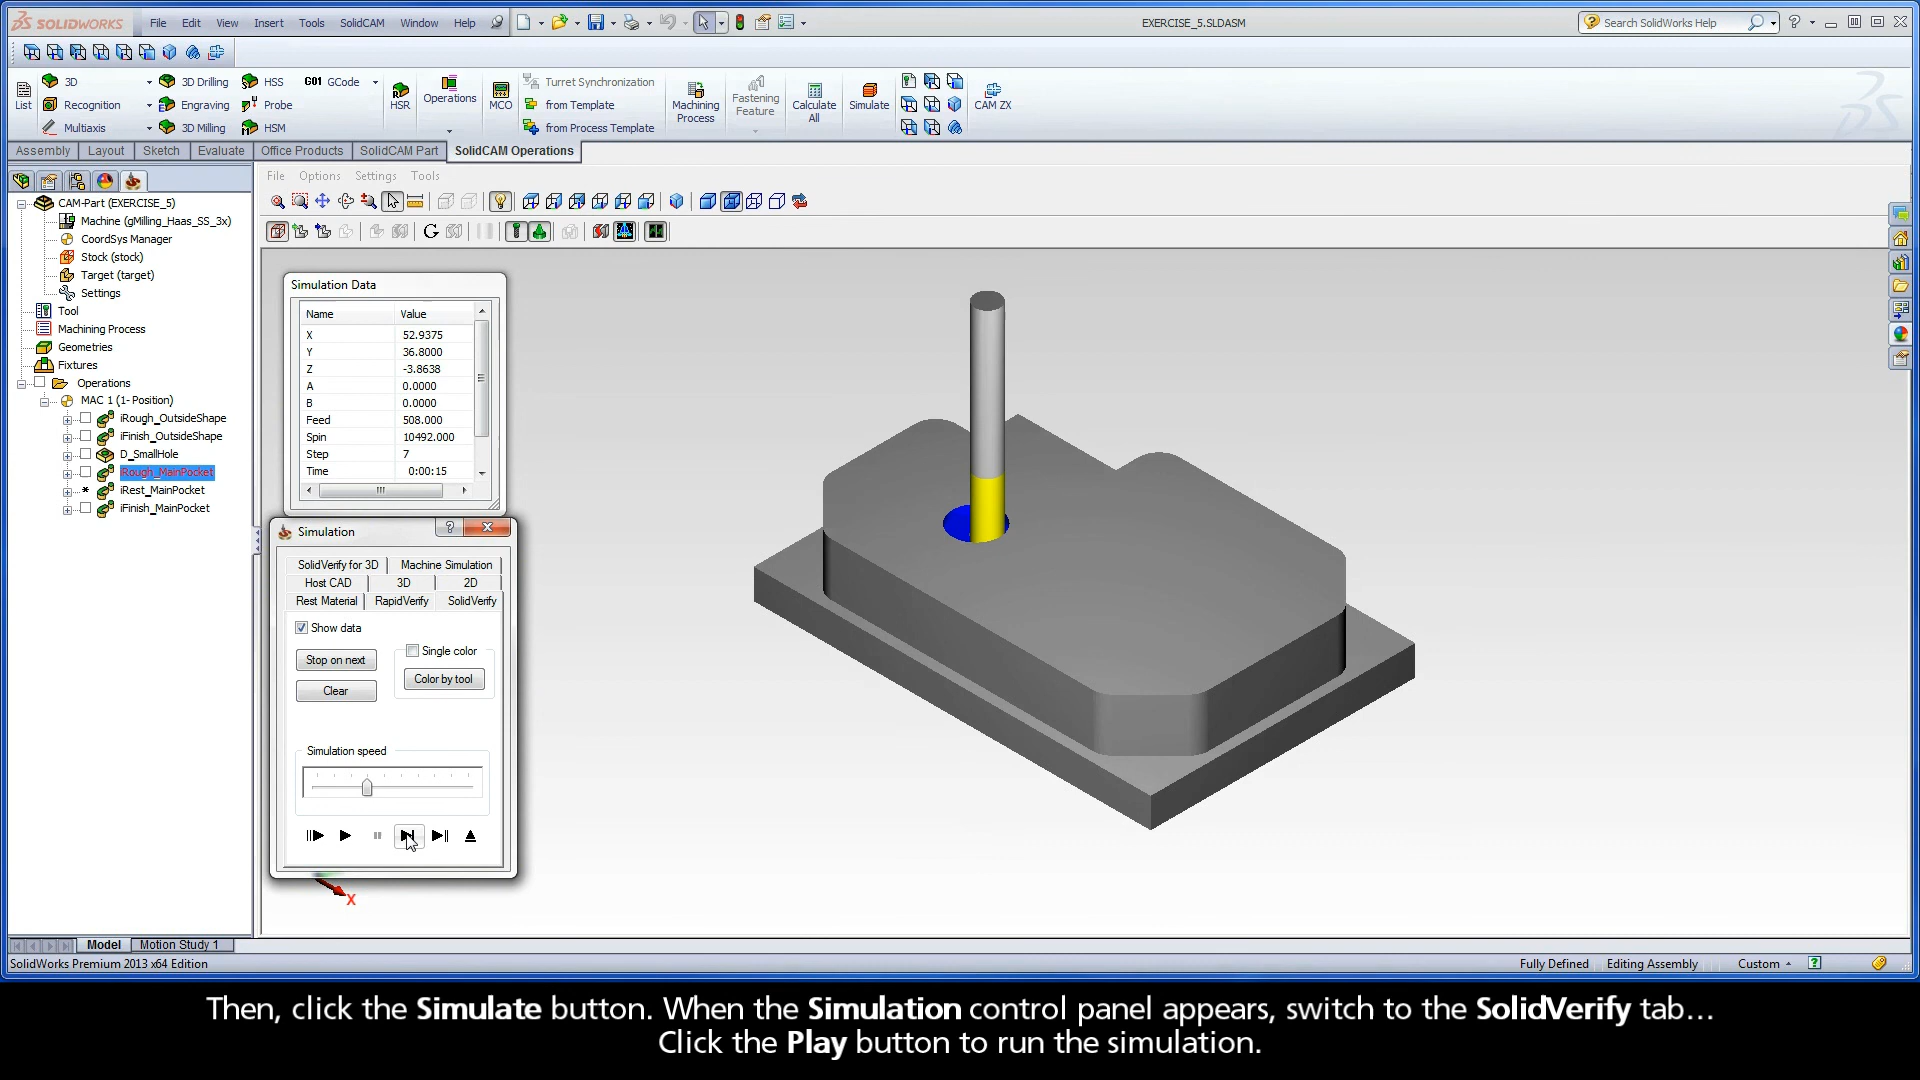 SOLIDWORKS File Edit View Insert Tools SolidCAM Window Help EXERCISE_5.SLDASM Search SolidWorks Help
List 3D 3D Drilling HSS G01 GCode HSR Operations MCO Turret Synchronization Machining Process Fastening Feature Calculate All Simulate CAM ZX
Recognition Engraving Probe from Template
Multiaxis 3D Milling HSM from Process Template
Assembly Layout Sketch Evaluate Office Products SolidCAM Part SolidCAM Operations
File Options Settings Tools
CAM-Part (EXERCISE_5)
Machine (gMilling_Haas_SS_3x)
CoordSys Manager
Stock (stock)
Target (target)
Settings
Tool
Machining Process
Geometries
Fixtures
Operations
MAC 1 (1- Position)
iRough_OutsideShape
iFinish_OutsideShape
D_SmallHole
iRough_MainPocket
* iRest_MainPocket
iFinish_MainPocket
Simulation Data
Name Value
X 52.9375
Y 36.8000
Z -3.8638
A 0.0000
B 0.0000
Feed 508.000
Spin 10492.000
Step 7
Time 0:00:15
Simulation
SolidVerify for 3D Machine Simulation
Host CAD 3D 2D
Rest Material RapidVerify SolidVerify
Show data
Stop on next Single color
Clear Color by tool
Simulation speed
X
Model Motion Study 1
SolidWorks Premium 2013 x64 Edition Fully Defined Editing Assembly Custom
Then, click the Simulate button. When the Simulation control panel appears, switch to the SolidVerify tab...
Click the Play button to run the simulation.